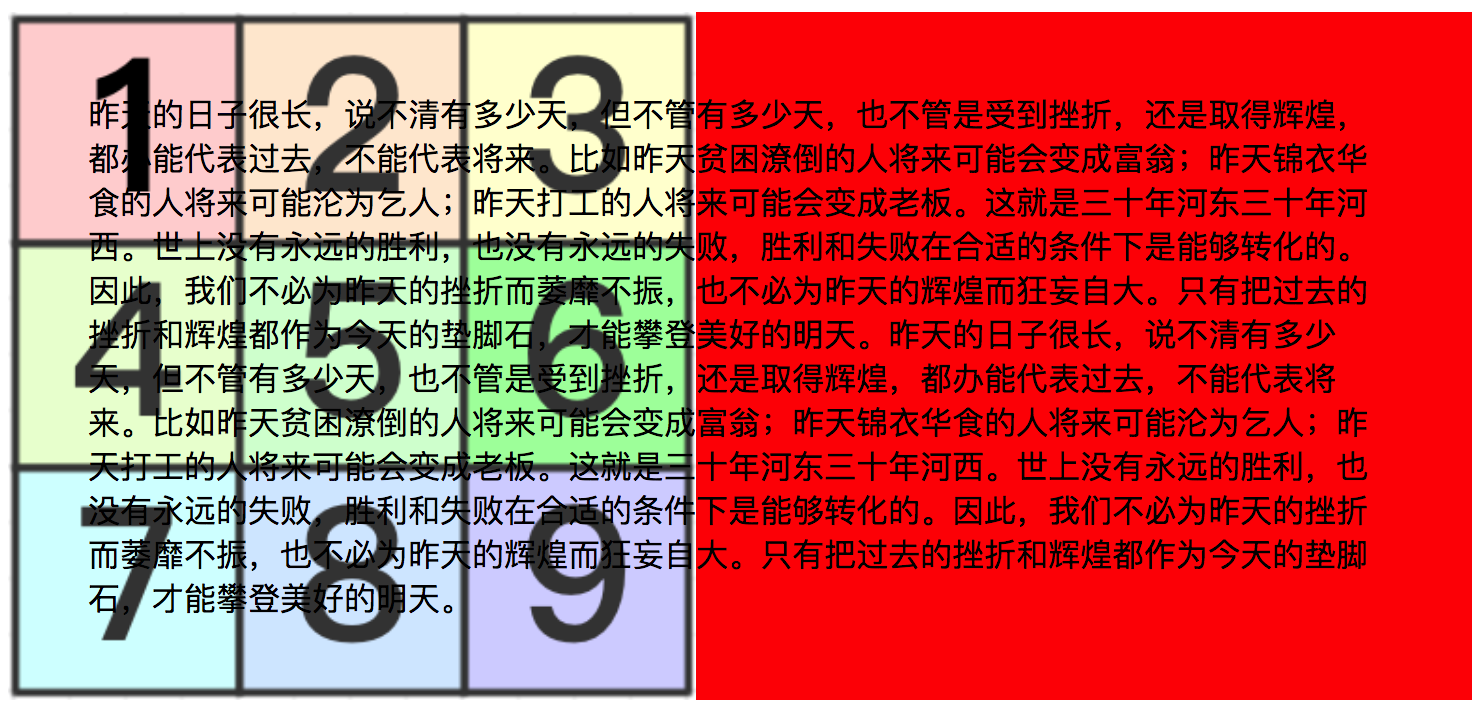 1 2 3
4 5 6
7 8 9
昨天的日子很长，说不清有多少天，但不管有多少天，也不管是受到挫折，还是取得辉煌，
都办能代表过去，不能代表将来。比如昨天贫困潦倒的人将来可能会变成富翁；昨天锦衣华
食的人将来可能沦为乞人；昨天打工的人将来可能会变成老板。这就是三十年河东三十年河
西。世上没有永远的胜利，也没有永远的失败，胜利和失败在合适的条件下是能够转化的。
因此，我们不必为昨天的挫折而萎靡不振，也不必为昨天的辉煌而狂妄自大。只有把过去的
挫折和辉煌都作为今天的垫脚石，才能攀登美好的明天。昨天的日子很长，说不清有多少
天，但不管有多少天，也不管是受到挫折，还是取得辉煌，都办能代表过去，不能代表将
来。比如昨天贫困潦倒的人将来可能会变成富翁；昨天锦衣华食的人将来可能沦为乞人；昨
天打工的人将来可能会变成老板。这就是三十年河东三十年河西。世上没有永远的胜利，也
没有永远的失败，胜利和失败在合适的条件下是能够转化的。因此，我们不必为昨天的挫折
而萎靡不振，也不必为昨天的辉煌而狂妄自大。只有把过去的挫折和辉煌都作为今天的垫脚
石，才能攀登美好的明天。